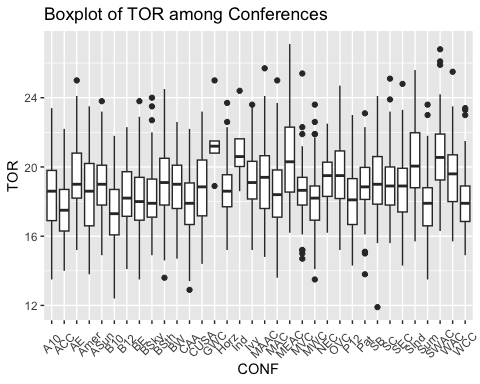 Boxplot of TOR among Conferences
TOR
24
20
16
12
A10 ACC AE Amer ASun B10 B12 BE BSky BSth BW CAA CUSA GWC Horz Ind Ivy MAAC MAC MEAC MVC MWC NEC OVC P12 Pat SB SC SEC Slnd Sum SWAC WAC WCC
CONF